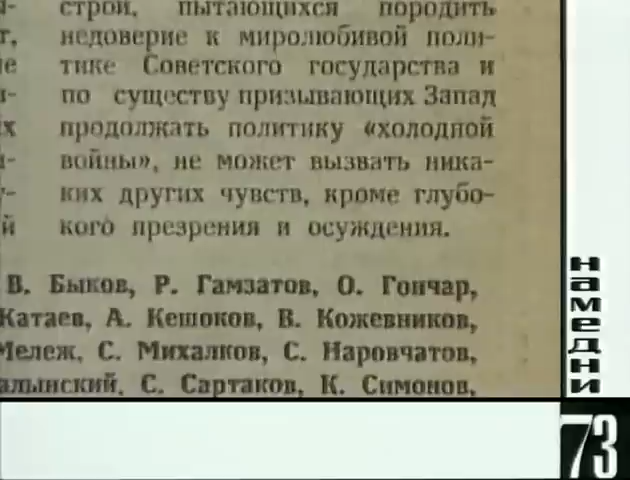 строй, пытающихся породить
недоверие к миролюбивой поли-
тике Советского государства и
по существу призывающих Запад
продолжать политику «холодной
войны», не может вызвать ника-
ких других чувств, кроме глубо-
кого презрения и осуждения.
В. Быков, Р. Гамзатов, О. Гончар,
Катаев, А. Кешоков, В. Кожевников,
Мележ, С. Михалков, С. Наровчатов,
алынский, С. Сартаков, К. Симонов,
намедни
73